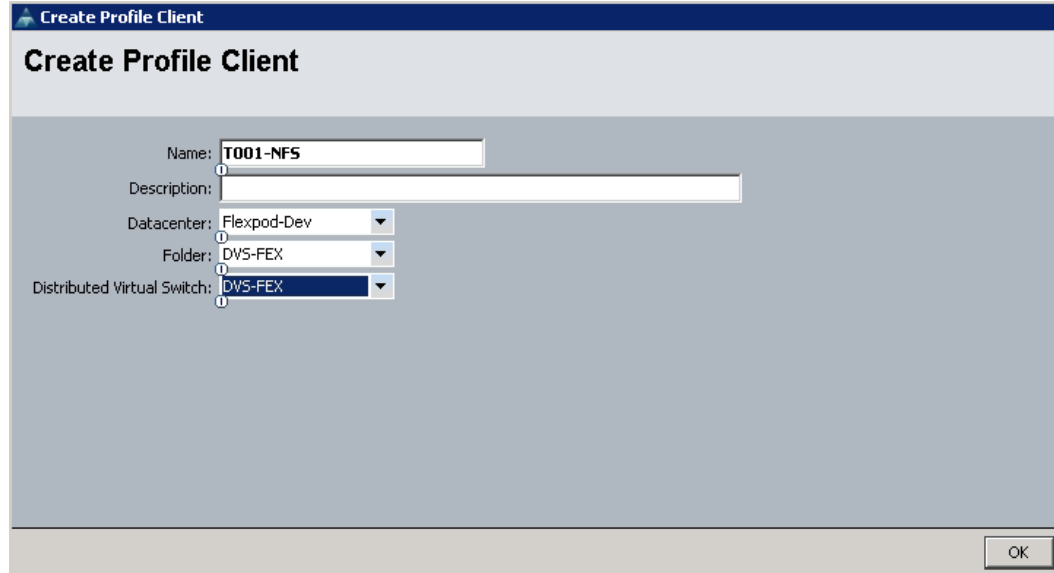 Create Profile Client
Create Profile Client
Name: T001-NFS
Description:
Datacenter: Flexpod-Dev
Folder: DVS-FEX
Distributed Virtual Switch: DVS-FEX
OK